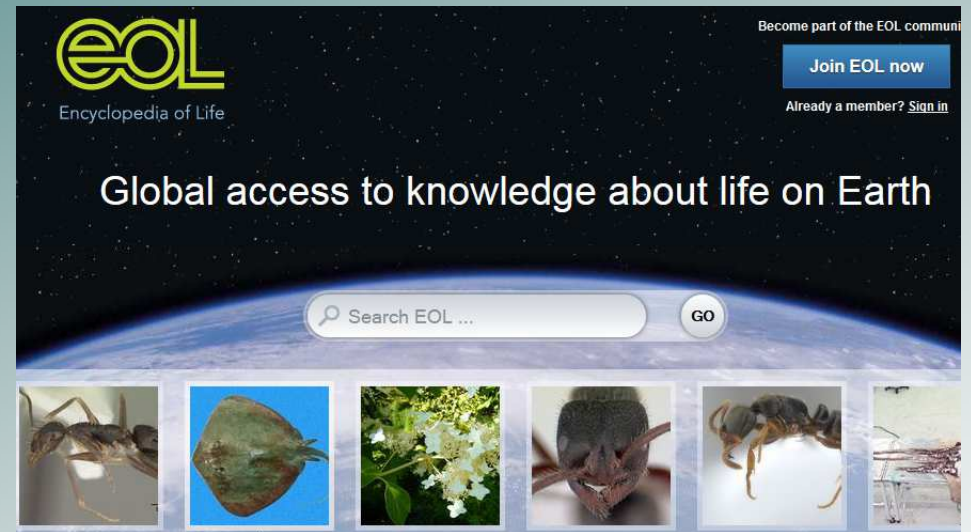 eol
Encyclopedia of Life
Become part of the EOL communi
Join EOL now
Already a member? Sign in
Global access to knowledge about life on Earth
Search EOL ...
GO